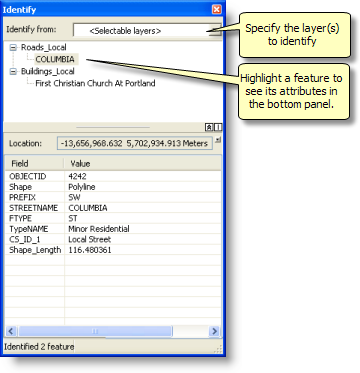 Identify
Identify from: <Selectable layers>
Specify the layer(s)
to identify
Roads_Local
COLUMBIA
Buildings_Local
First Christian Church At Portland
Highlight a feature to
see its attributes in
the bottom panel.
Location: -13,656,968.632 5,702,934.913 Meters
Field Value
OBJECTID 4242
Shape Polyline
PREFIX SW
STREETNAME COLUMBIA
FTYPE ST
TypeNAME Minor Residential
CS_ID_1 Local Street
Shape_Length 116.480361
Identified 2 feature